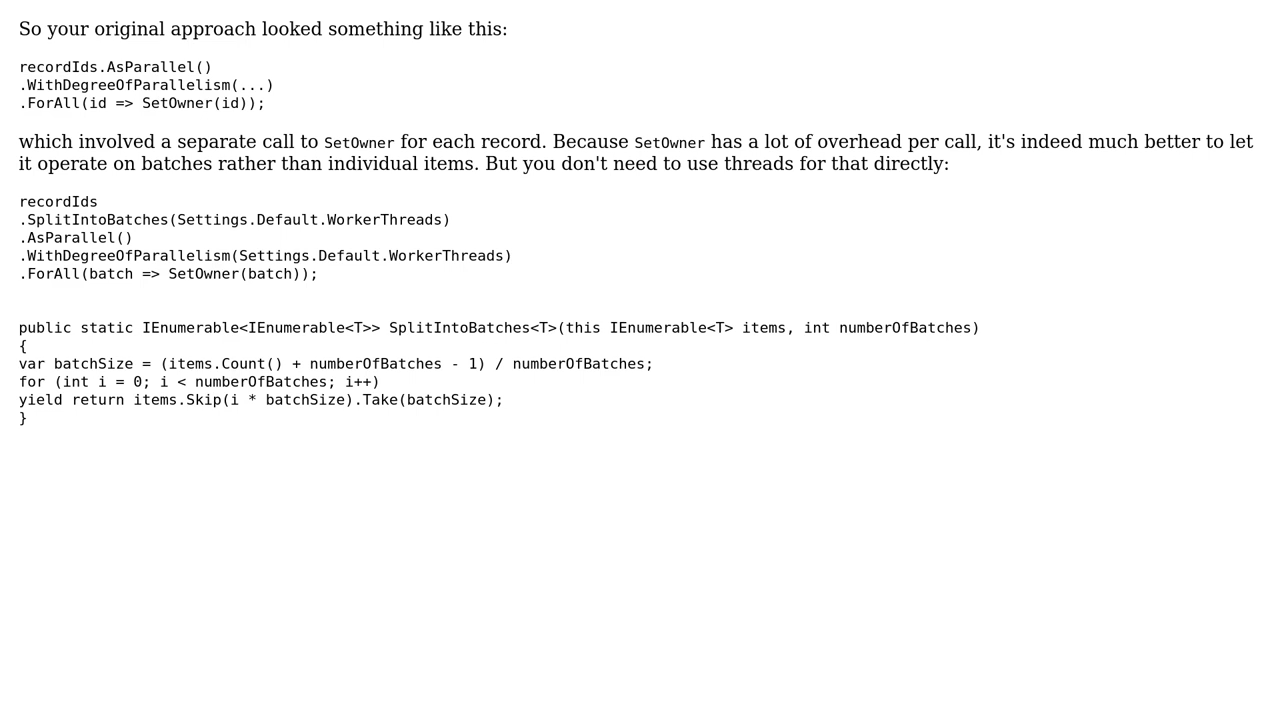 So your original approach looked something like this:
recordIds.AsParallel()
.WithDegreeOfParallelism(...)
.ForAll(id => SetOwner(id));
which involved a separate call to SetOwner for each record. Because SetOwner has a lot of overhead per call, it's indeed much better to let
it operate on batches rather than individual items. But you don't need to use threads for that directly:
recordIds
.SplitIntoBatches(Settings.Default.WorkerThreads)
.AsParallel()
.WithDegreeOfParallelism(Settings.Default.WorkerThreads)
.ForAll(batch => SetOwner(batch));
public static IEnumerable<IEnumerable<T>> SplitIntoBatches<T>(this IEnumerable<T> items, int numberOfBatches)
{
var batchSize = (items.Count() + numberOfBatches - 1) / numberOfBatches;
for (int i = 0; i < numberOfBatches; i++)
yield return items.Skip(i * batchSize).Take(batchSize);
}